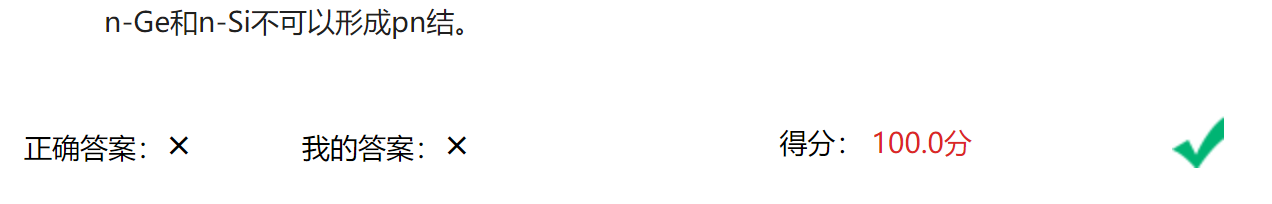 n-Ge和n-Si不可以形成pn结。
正确答案：× 我的答案：× 得分： 100.0分